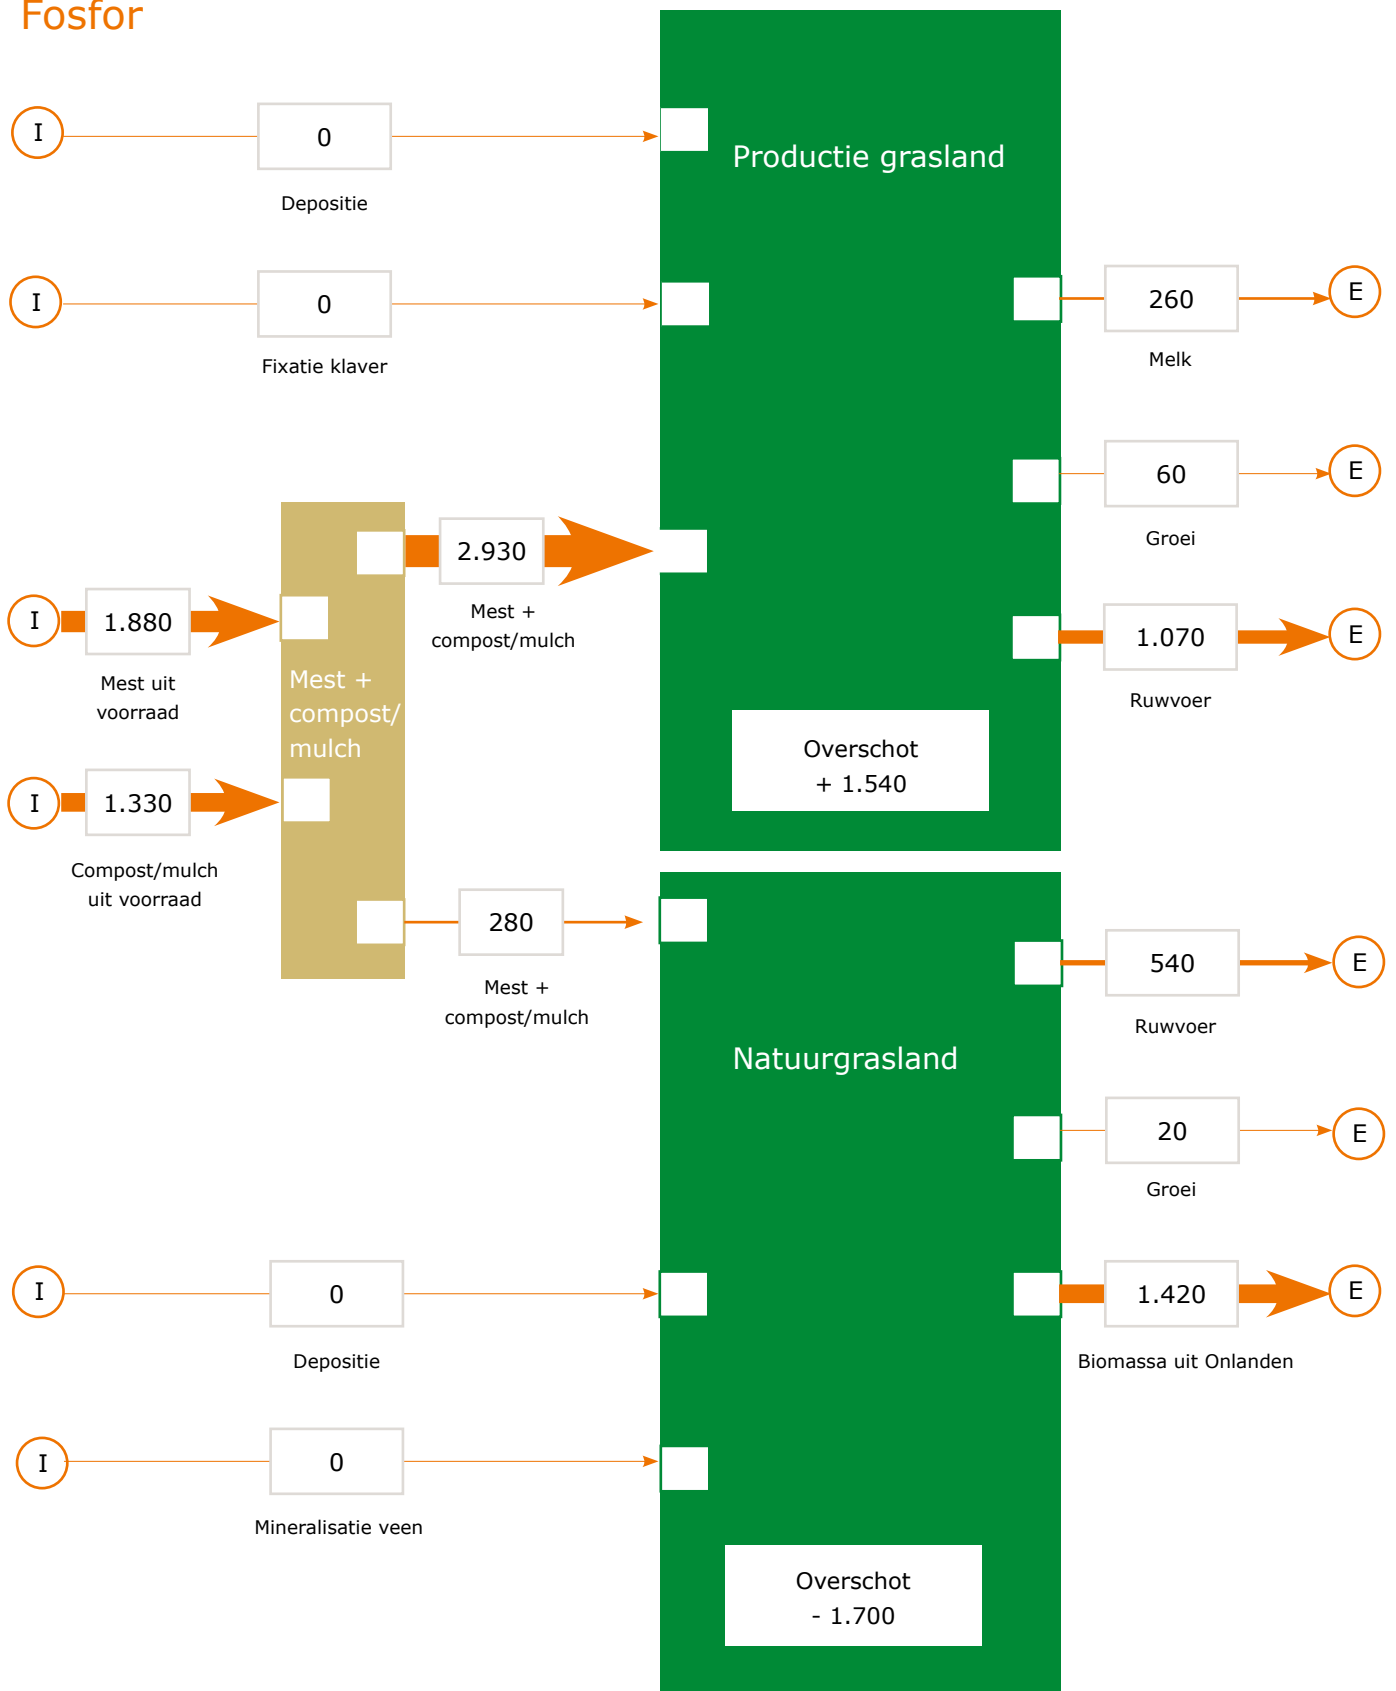 Fosfor
I
0
Depositie
I
0
Fixatie klaver
Productie grasland
260
E
Melk
60
E
Groei
2.930
Mest +
compost/mulch
I
1.880
Mest uit
voorraad
Mest +
compost/
mulch
I
1.330
Compost/mulch
uit voorraad
1.070
E
Ruwvoer
Overschot
+ 1.540
280
Mest +
compost/mulch
Natuurgrasland
540
E
Ruwvoer
20
E
Groei
I
0
Depositie
1.420
E
Biomassa uit Onlanden
I
0
Mineralisatie veen
Overschot
- 1.700